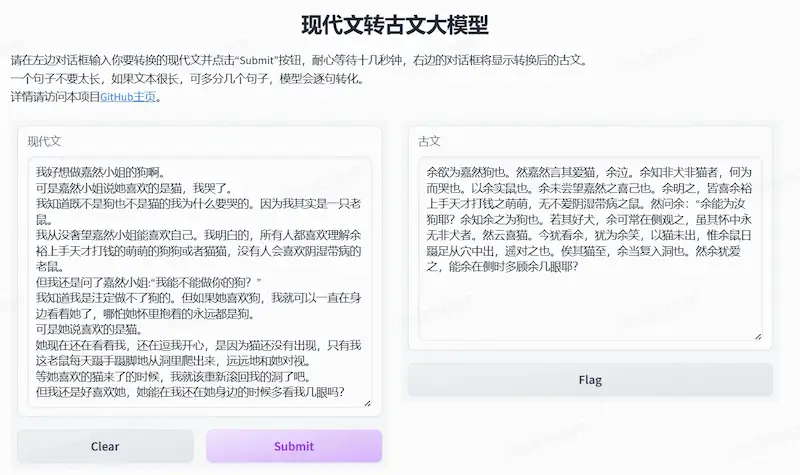 现代文转古文大模型
请在左边对话框输入你要转换的现代文并点击“Submit”按钮，耐心等待十几秒钟，右边的对话框将显示转换后的古文。
一个句子不要太长，如果文本很长，可多分几个句子，模型会逐句转化。
详情请访问本项目GitHub主页。
现代文
我好想做嘉然小姐的狗啊。
可是嘉然小姐说她喜欢的是猫，我哭了。
我知道既不是狗也不是猫的我为什么要哭的。因为我其实是一只老
鼠。
我从没奢望嘉然小姐能喜欢自己。我明白的，所有人都喜欢理解余
裕上手天才打钱的萌萌的狗狗或者猫猫，没有人会喜欢阴湿带病的
老鼠。
但我还是问了嘉然小姐:“我能不能做你的狗？”
我知道我是注定做不了狗的。但如果她喜欢狗，我就可以一直在身
边看着她了，哪怕她怀里抱着的永远都是狗。
可是她说喜欢的是猫。
她现在还在看着我，还在逗我开心，是因为猫还没有出现，只有我
这老鼠每天蹑手蹑脚地从洞里爬出来，远远地和她对视。
等她喜欢的猫来了的时候，我就该重新滚回我的洞了吧。
但我还是好喜欢她，她能在我还在她身边的时候多看我几眼吗？
Clear
Submit
古文
余欲为嘉然狗也。然嘉然言其爱猫，余泣。余知非犬非猫者，何为
而哭也。以余实鼠也。余未尝望嘉然之喜己也。余明之，皆喜余裕
上手天才打钱之萌萌，无不爱阴湿带病之鼠。然问余：“余能为汝
狗耶？余知余之为狗也。若其好犬，余可常在侧观之，虽其怀中永
无非犬者。然云喜猫。今犹看余，犹为余笑，以猫未出，惟余鼠日
蹑足从穴中出，遥对之也。俟其猫至，余当复入洞也。然余犹爱
之，能余在侧时多顾余几眼耶？
Flag